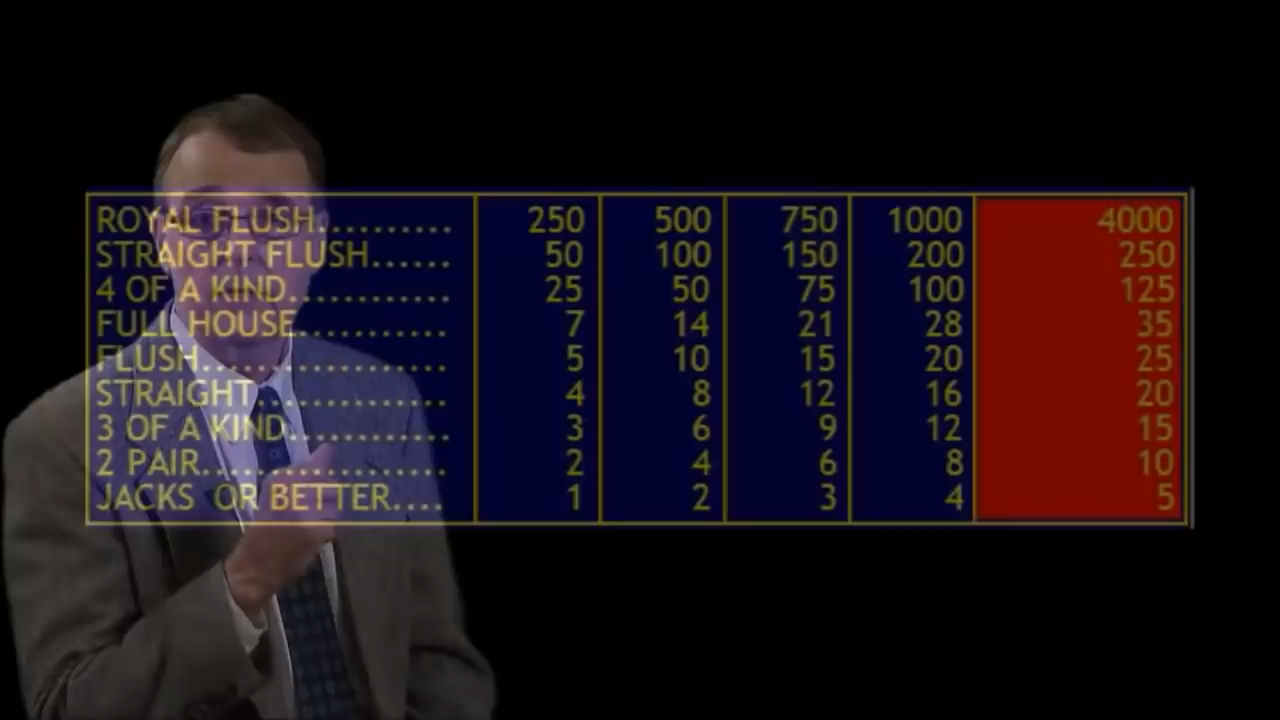 ROYAL FLUSH.......... 250 500 750 1000 4000
STRAIGHT FLUSH...... 50 100 150 200 250
4 OF A KIND............ 25 50 75 100 125
FULL HOUSE........... 7 14 21 28 35
FLUSH.................. 5 10 15 20 25
STRAIGHT.............. 4 8 12 16 20
3 OF A KIND............ 3 6 9 12 15
2 PAIR.................. 2 4 6 8 10
JACKS OR BETTER.... 1 2 3 4 5